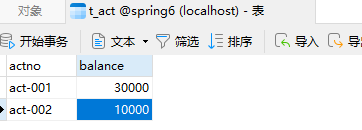 对象 t_act @spring6 (localhost) - 表
开始事务 文本 筛选 排序 导入
actno balance
act-001 30000
act-002 10000